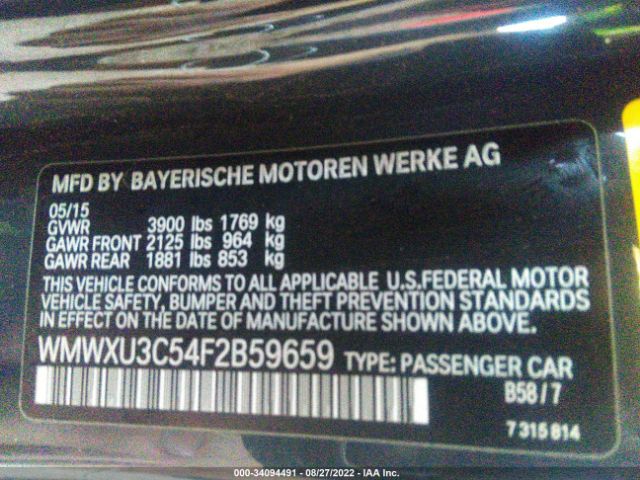 MFD BY BAYERISCHE MOTOREN WERKE AG
05/15
GVWR 3900 lbs 1769 kg
GAWR FRONT 2125 lbs 964 kg
GAWR REAR 1881 lbs 853 kg
THIS VEHICLE CONFORMS TO ALL APPLICABLE U.S.FEDERAL MOTOR
VEHICLE SAFETY, BUMPER AND THEFT PREVENTION STANDARDS
IN EFFECT ON THE DATE OF MANUFACTURE SHOWN ABOVE.
WMWXU3C54F2B59659 TYPE: PASSENGER CAR
B58/7
7 315 814
000-34094491 - 08/27/2022 - IAA Inc.